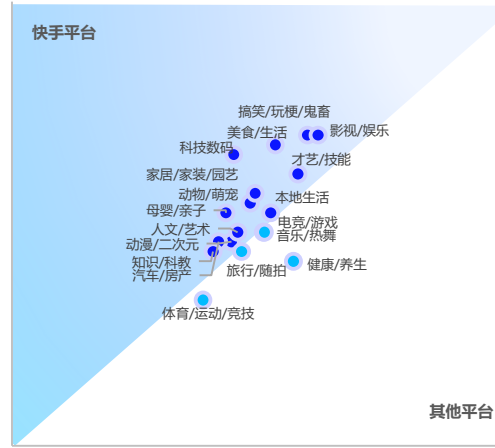 快手平台
搞笑/玩梗/鬼畜
影视/娱乐
美食/生活
科技数码
才艺/技能
家居/家装/园艺
动物/萌宠
本地生活
母婴/亲子
电竞/游戏
人文/艺术
音乐/热舞
动漫/二次元
知识/科教
健康/养生
旅行/随拍
汽车/房产
体育/运动/竞技
其他平台